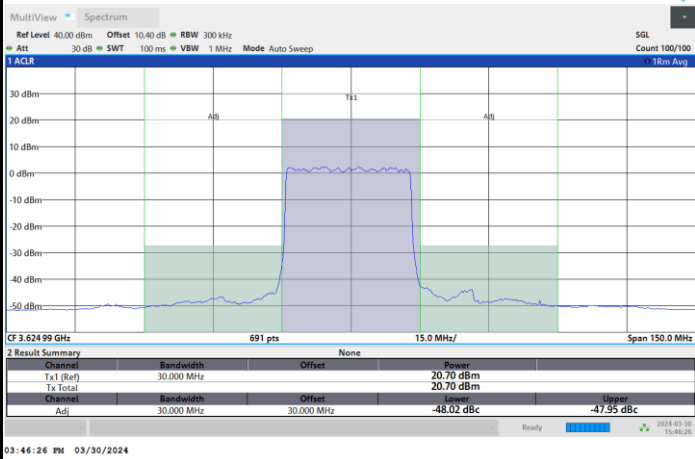 MultiView Spectrum
Ref Level 40.00 dBm Offset 10.40 dB RBW 300 kHz SGL
Att 30 dB SWT 100 ms VBW 1 MHz Mode Auto Sweep Count 100/100
1 ACLR 1Rm Avg
30 dBm
Tx1
20 dBm
Adj Adj
10 dBm
0 dBm
-10 dBm
-20 dBm
-30 dBm
-40 dBm
-50 dBm
CF 3.62499 GHz 691 pts 15.0 MHz/ Span 150.0 MHz
2 Result Summary None
Channel Bandwidth Offset Power
Tx1 (Ref) 30.000 MHz 20.70 dBm
Tx Total 20.70 dBm
Channel Bandwidth Offset Lower Upper
Adj 30.000 MHz 30.000 MHz -48.02 dBc -47.95 dBc
Ready 2024-03-30
15:46:26
03:46:26 PM 03/30/2024